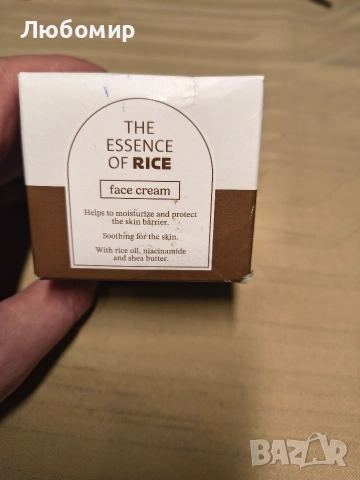 Любомир
THE
ESSENCE
OF RICE
face cream
Helps to moisturize and protect
the skin barrier.
Soothing for the skin.
With rice oil, niacinamide
and shea butter.
BAZAR